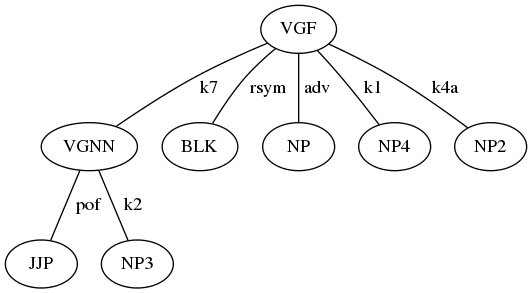 VGF
k7 rsym adv k1 k4a
VGNN BLK NP NP4 NP2
pof k2
JJP NP3